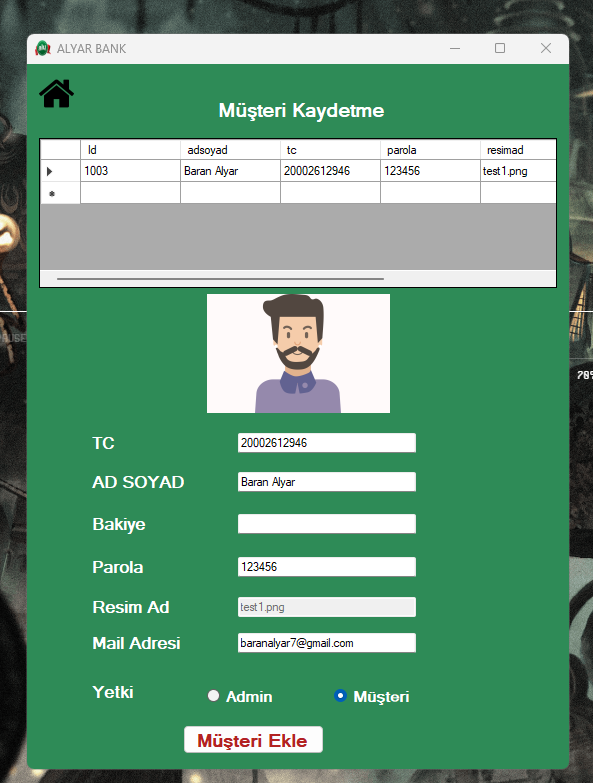 ALYAR BANK
Müşteri Kaydetme
Id adsoyad tc parola resimad
1003 Baran Alyar 20002612946 123456 test1.png
TC 20002612946
AD SOYAD Baran Alyar
Bakiye
Parola 123456
Resim Ad test1.png
Mail Adresi baranalyar7@gmail.com
Yetki Admin Müşteri
Müşteri Ekle